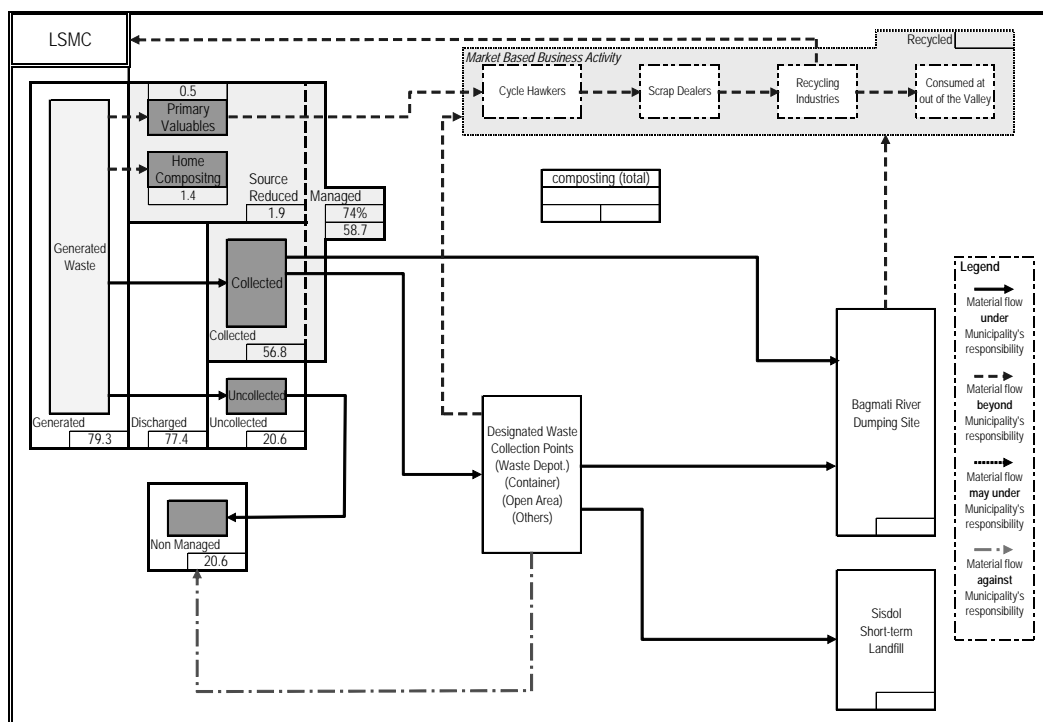 LSMC
Recycled
Market Based Business Activity
Cycle Hawkers
Scrap Dealers
Recycling
Industries
Consumed at
out of the Valley
0.5
Primary
Valuables
Home
Compositng
1.4
Source
Reduced
1.9
Managed
74%
58.7
composting (total)
Generated
Waste
Collected
Collected
56.8
Uncollected
Generated
79.3
Discharged
77.4
Uncollected
20.6
Non Managed
20.6
Designated Waste
Collection Points
(Waste Depot.)
(Container)
(Open Area)
(Others)
Bagmati River
Dumping Site
Sisdol
Short-term
Landfill
Legend
Material flow
under
Municipality's
responsibility
Material flow
beyond
Municipality's
responsibility
Material flow
may under
Municipality's
responsibility
Material flow
against
Municipality's
responsibility